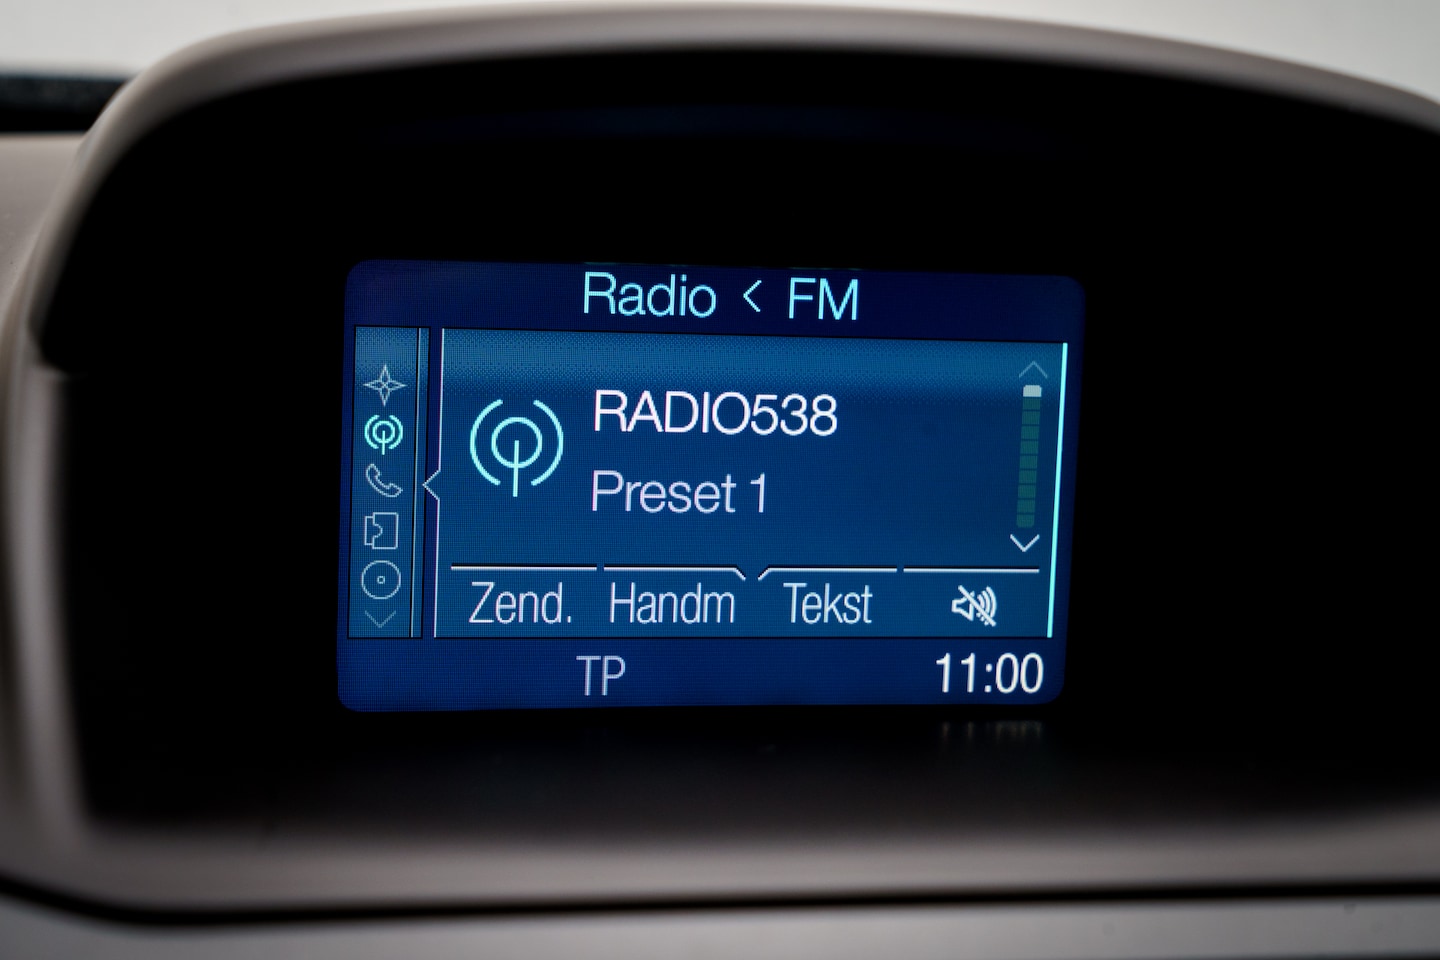 Radio < FM
RADIO538
Preset 1
Zend. Handm Tekst
TP 11:00